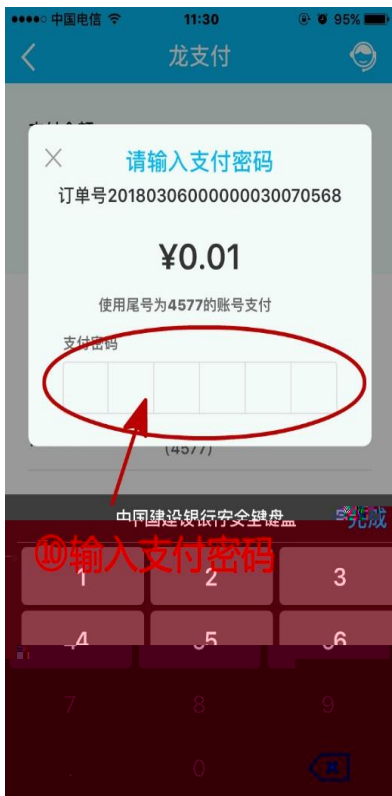 中国电信 11:30 95%
龙支付
请输入支付密码
订单号20180306000000030070568
¥0.01
使用尾号为4577的账号支付
支付密码
(4577)
中国建设银行安全键盘 完成
⑩输入支付密码
1 2 3
4 5 6
7 8 9
. 0